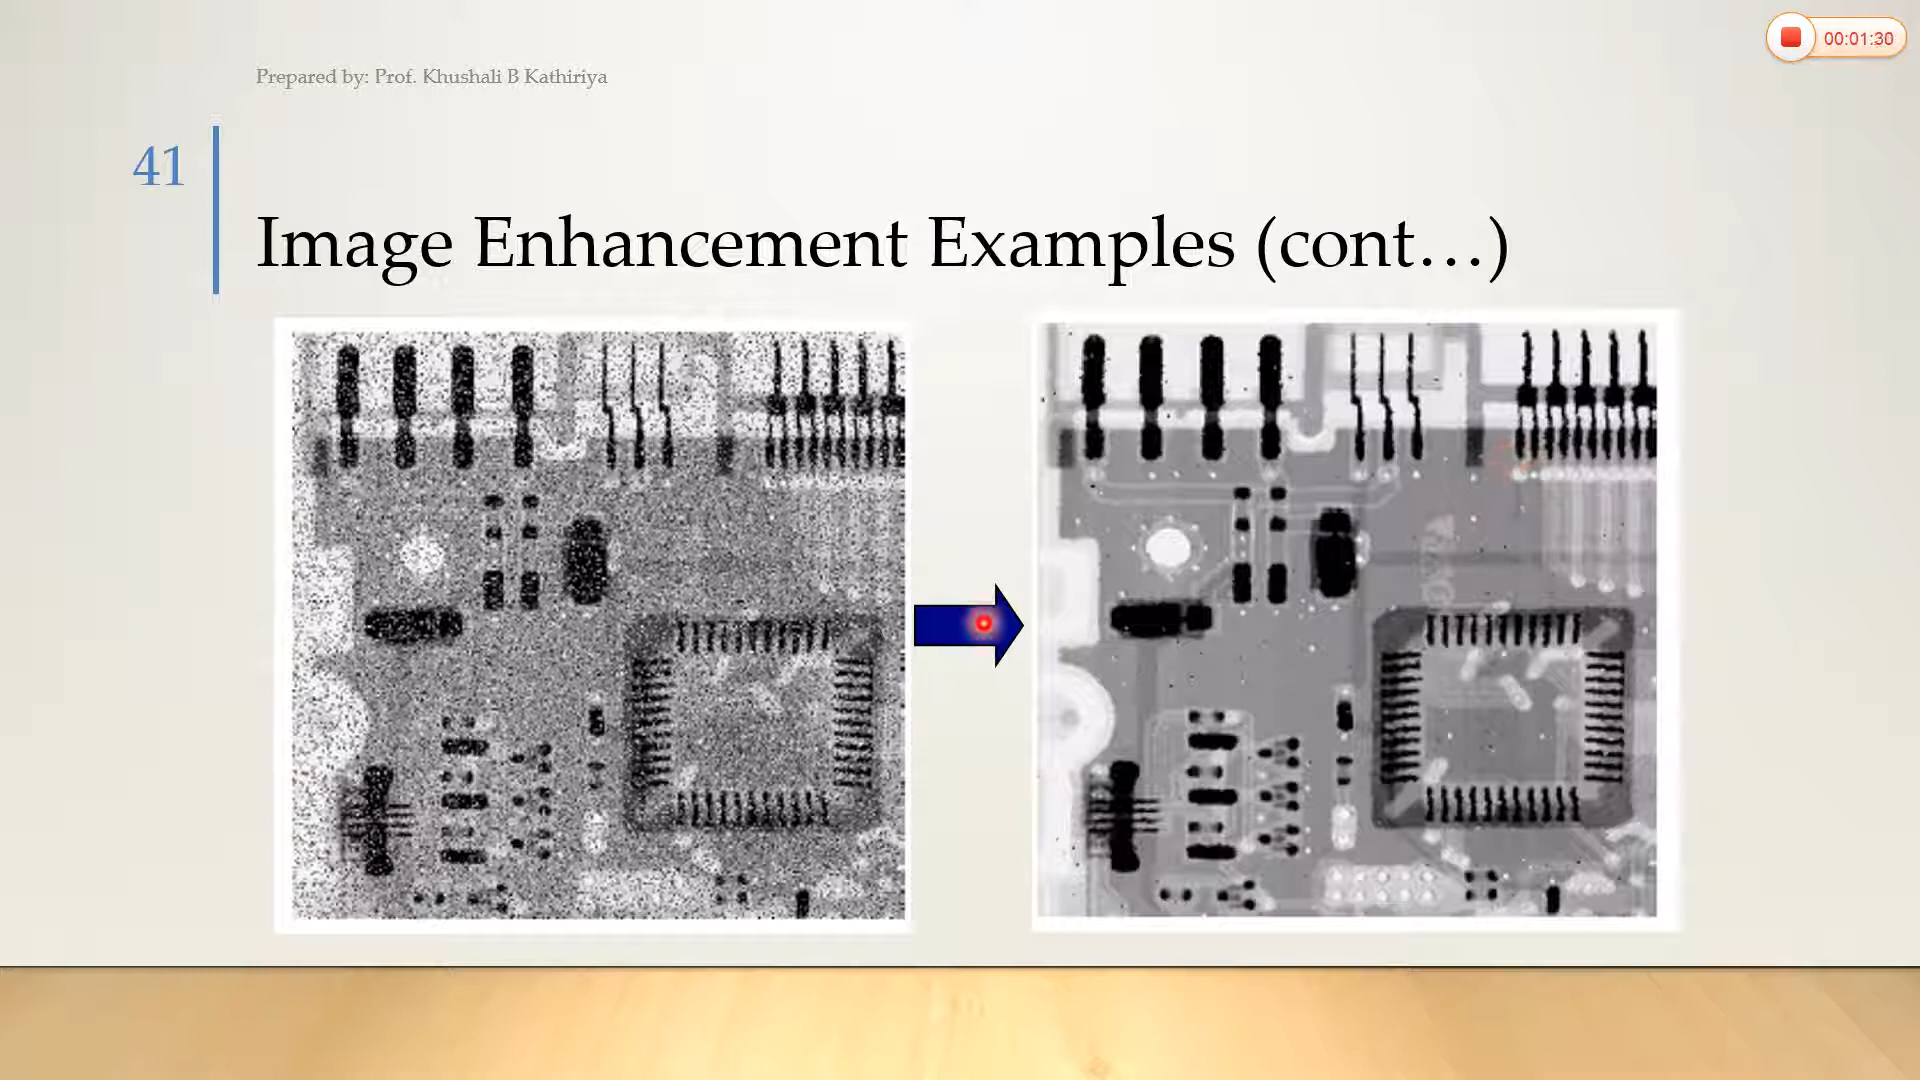 00:01:30
Prepared by: Prof. Khushali B Kathiriya
41
Image Enhancement Examples (cont…)